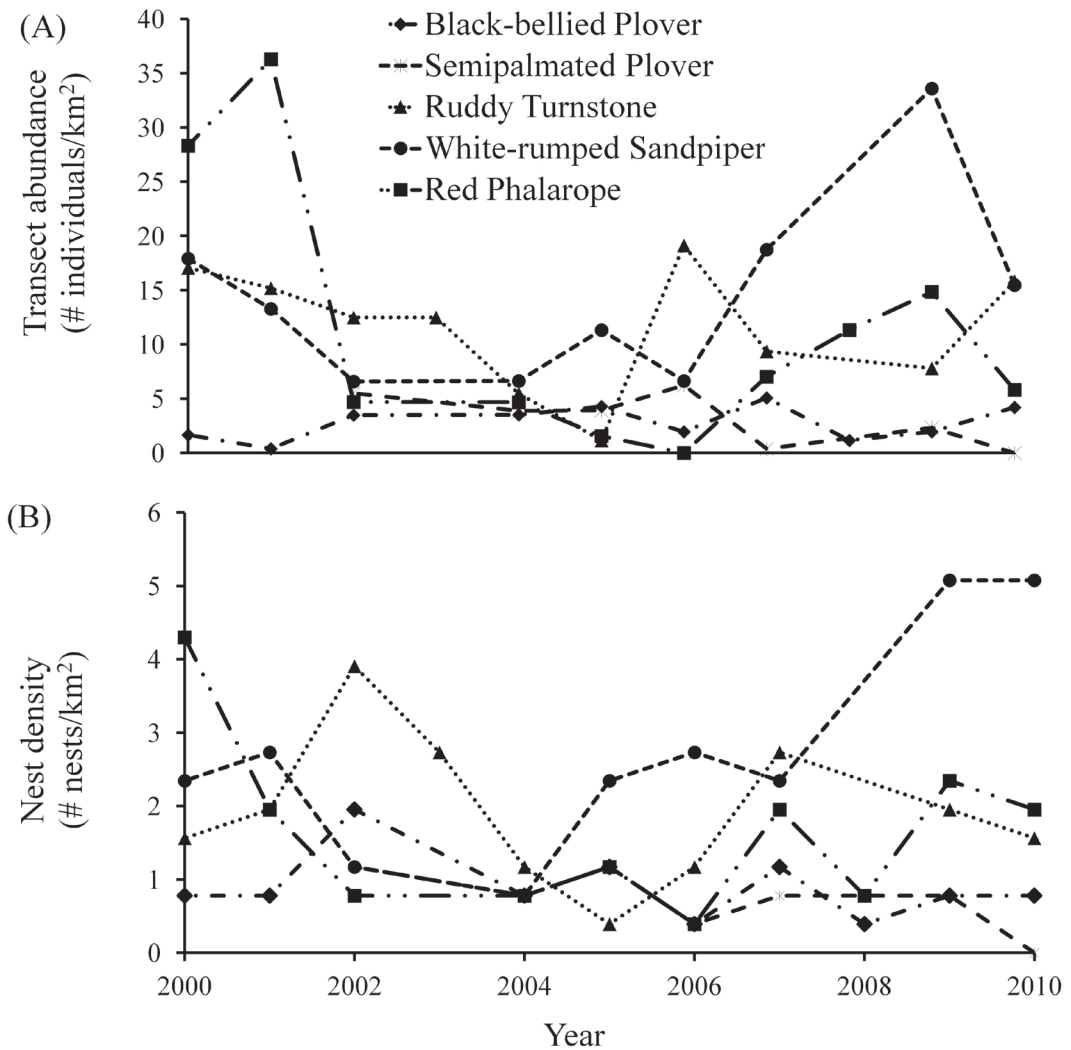 (A)
Transect abundance
(# individuals/km²)
40
35
30
25
20
15
10
5
0
Black-bellied Plover
Semipalmated Plover
Ruddy Turnstone
White-rumped Sandpiper
Red Phalarope
(B)
Nest density
(# nests/km²)
6
5
4
3
2
1
0
2000
2002
2004
2006
2008
2010
Year